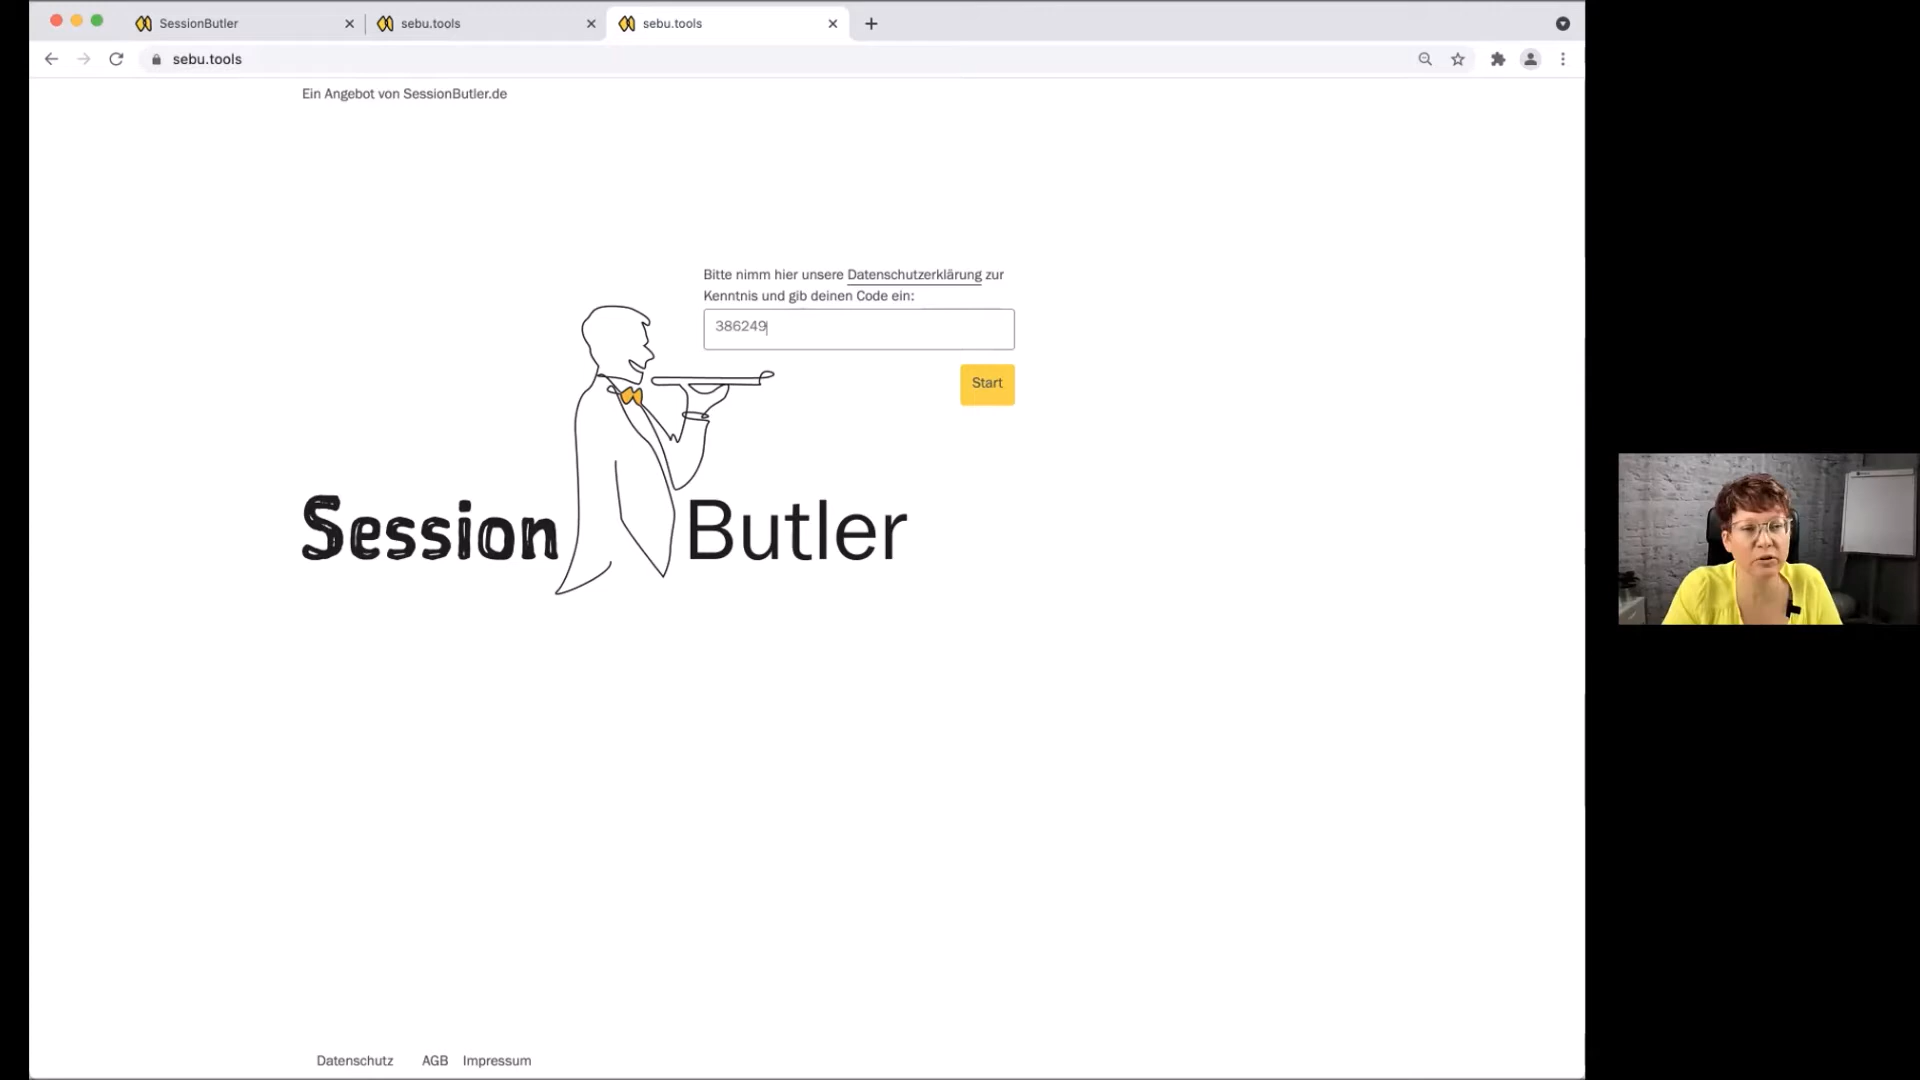 SessionButler
sebu.tools
sebu.tools
sebu.tools
Ein Angebot von SessionButler.de
Bitte nimm hier unsere Datenschutzerklärung zur
Kenntnis und gib deinen Code ein:
386249
Start
Session Butler
Datenschutz AGB Impressum